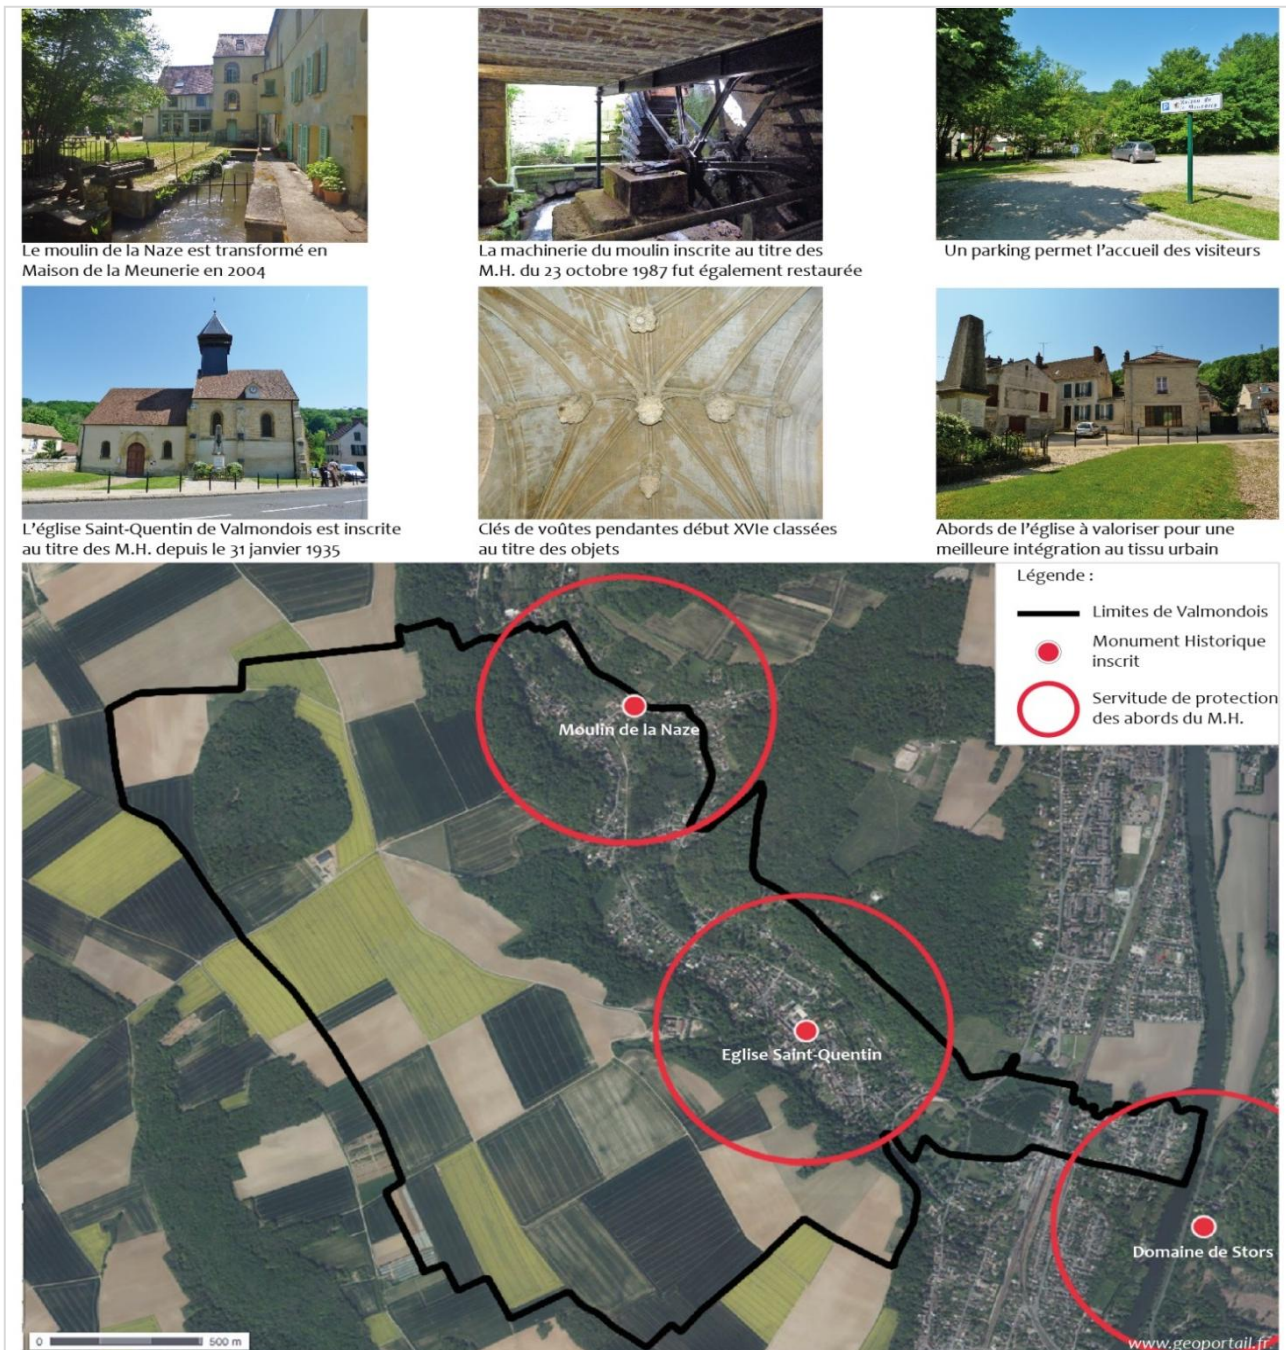 Le moulin de la Naze est transformé en
Maison de la Meunerie en 2004
La machinerie du moulin inscrite au titre des
M.H. du 23 octobre 1987 fut également restaurée
Un parking permet l'accueil des visiteurs
L'église Saint-Quentin de Valmondois est inscrite
au titre des M.H. depuis le 31 janvier 1935
Clés de voûtes pendantes début XVIe classées
au titre des objets
Abords de l'église à valoriser pour une
meilleure intégration au tissu urbain
Légende :
Limites de Valmondois
Monument Historique
inscrit
Servitude de protection
des abords du M.H.
Moulin de la Naze
Eglise Saint-Quentin
Domaine de Stors
0 500 m
www.geoportail.fr